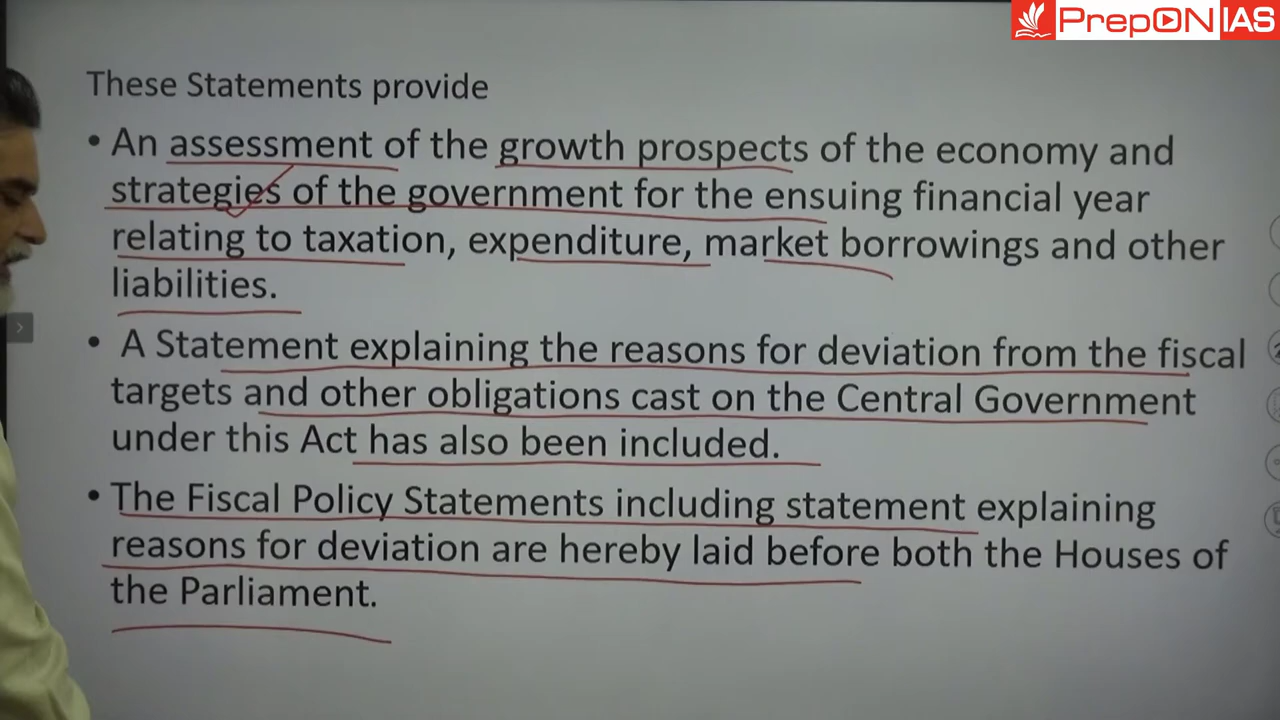 PrepON IAS
These Statements provide
• An assessment of the growth prospects of the economy and
strategies of the government for the ensuing financial year
relating to taxation, expenditure, market borrowings and other
liabilities.
• A Statement explaining the reasons for deviation from the fiscal
targets and other obligations cast on the Central Government
under this Act has also been included.
• The Fiscal Policy Statements including statement explaining
reasons for deviation are hereby laid before both the Houses of
the Parliament.